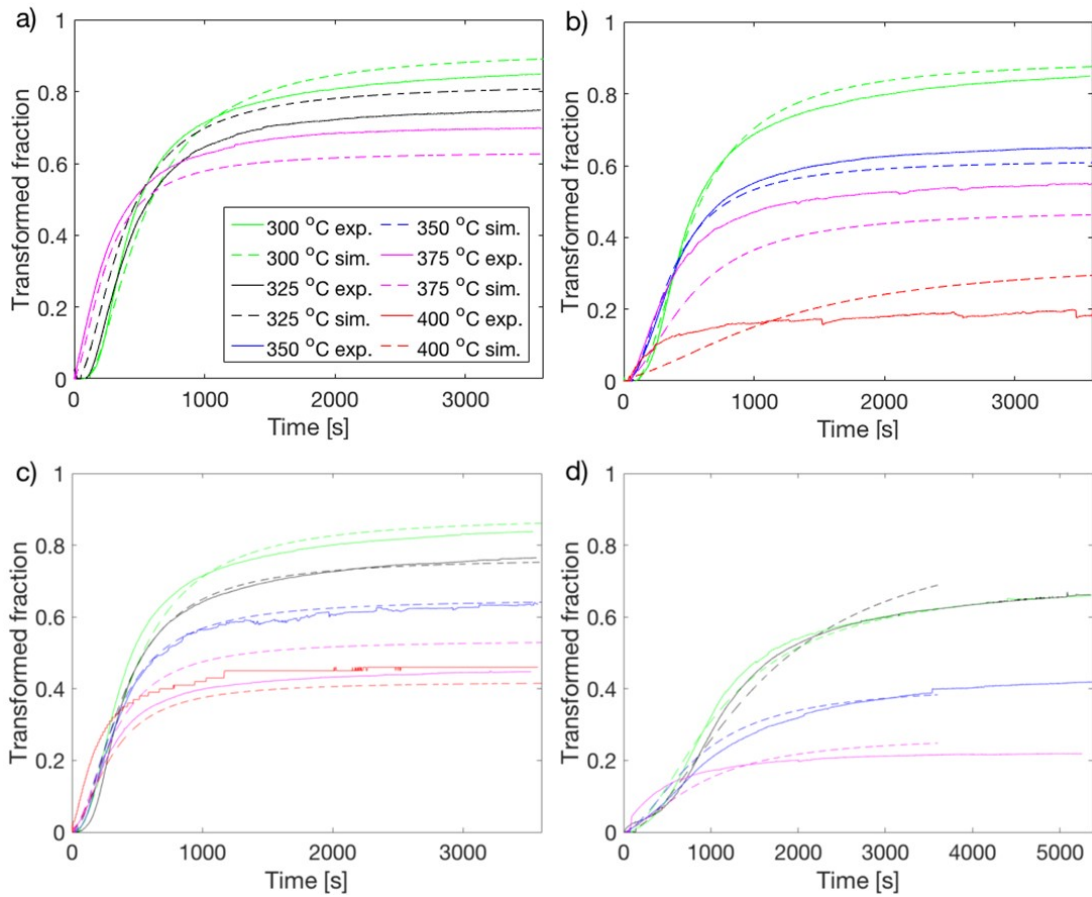 a)
Transformed fraction
1
0.8
0.6
0.4
0.2
0
300 °C exp.
300 °C sim.
325 °C exp.
325 °C sim.
350 °C exp.
350 °C sim.
375 °C exp.
375 °C sim.
400 °C exp.
400 °C sim.
0 1000 2000 3000
Time [s]
b)
Transformed fraction
1
0.8
0.6
0.4
0.2
0
0 1000 2000 3000
Time [s]
c)
Transformed fraction
1
0.8
0.6
0.4
0.2
0
0 1000 2000 3000
Time [s]
d)
Transformed fraction
1
0.8
0.6
0.4
0.2
0
0 1000 2000 3000 4000 5000
Time [s]